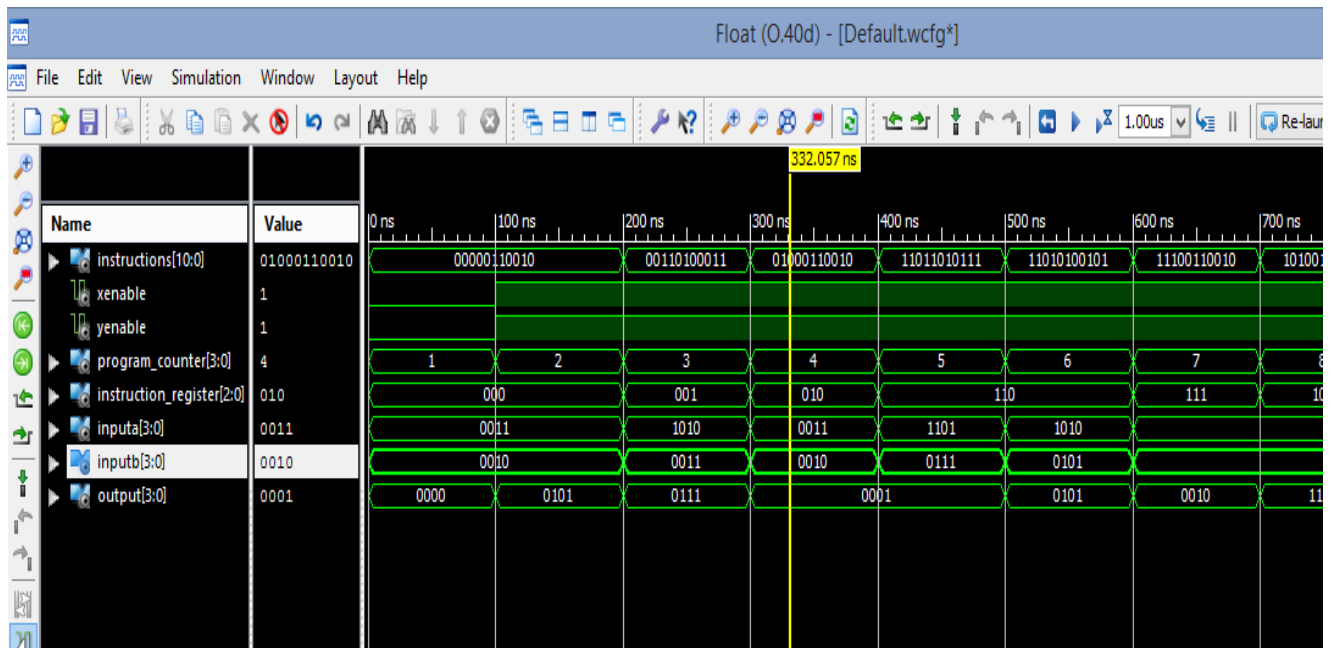 Float (O.40d) - [Default.wcfg*]
File Edit View Simulation Window Layout Help
1.00us Re-laun
332.057 ns
Name Value 0 ns 100 ns 200 ns 300 ns 400 ns 500 ns 600 ns 700 ns
instructions[10:0] 01000110010 00000110010 00110100011 01000110010 11011010111 11010100101 11100110010 101001
xenable 1
yenable 1
program_counter[3:0] 4 1 2 3 4 5 6 7 8
instruction_register[2:0] 010 000 001 010 110 111 10
inputa[3:0] 0011 0011 1010 0011 1101 1010
inputb[3:0] 0010 0010 0011 0010 0111 0101
output[3:0] 0001 0000 0101 0111 0001 0101 0010 11